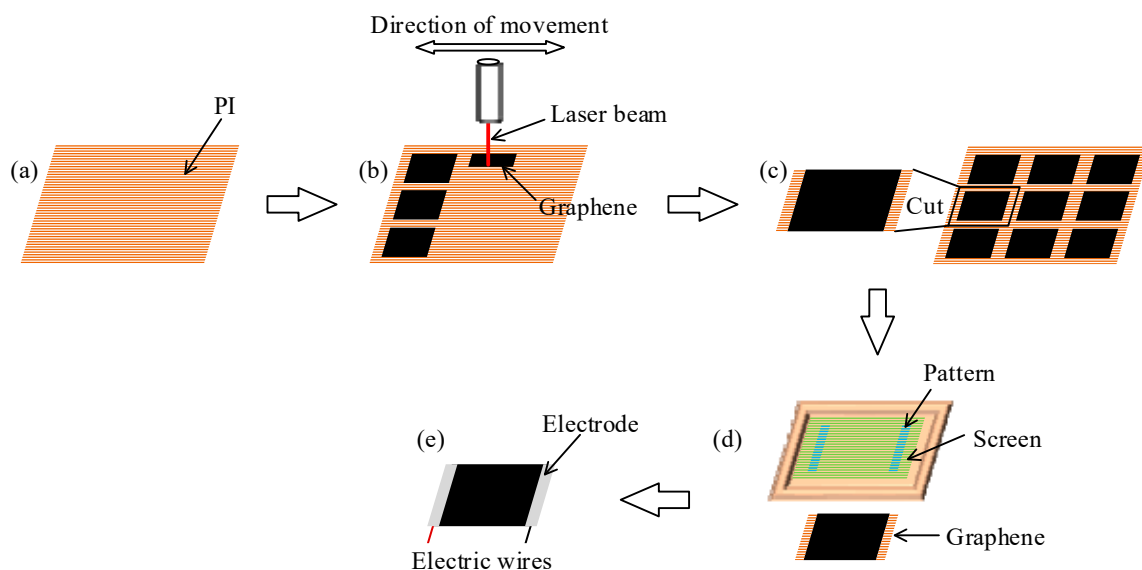 Direction of movement
PI
Laser beam
(a)
(b)
Graphene
(c)
Cut
Pattern
(d)
Screen
Graphene
(e)
Electrode
Electric wires